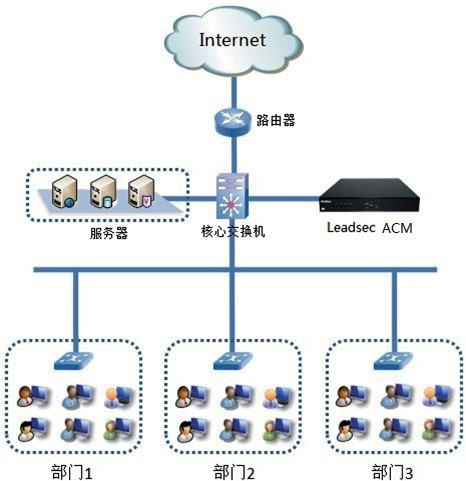 Internet
路由器
服务器
核心交换机
Leadsec ACM
部门1
部门2
部门3